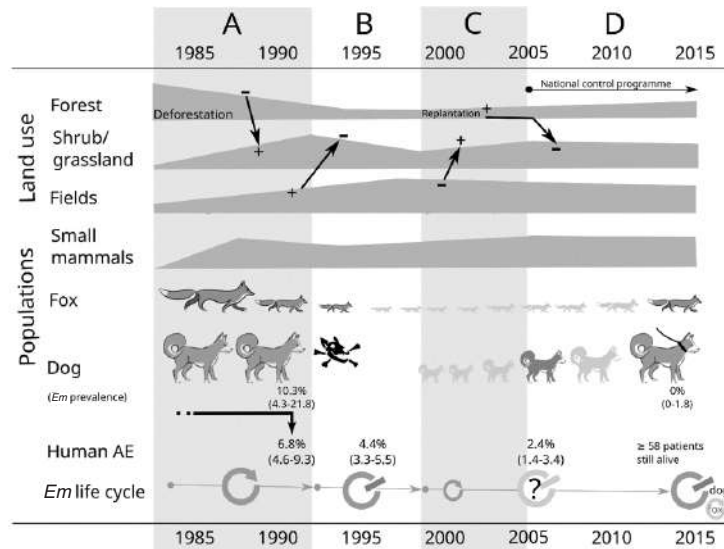 A B C D
1985 1990 1995 2000 2005 2010 2015
National control programme
Land use
Forest
Deforestation
Replantation
Shrub/
grassland
Fields
Populations
Small
mammals
Fox
Dog
(Em prevalence)
10.3%
(4.3-21.8)
0%
(0-1.8)
Human AE
6.8%
(4.6-9.3)
4.4%
(3.3-5.5)
2.4%
(1.4-3.4)
≥ 58 patients
still alive
Em life cycle
?
dog
fox
1985 1990 1995 2000 2005 2010 2015